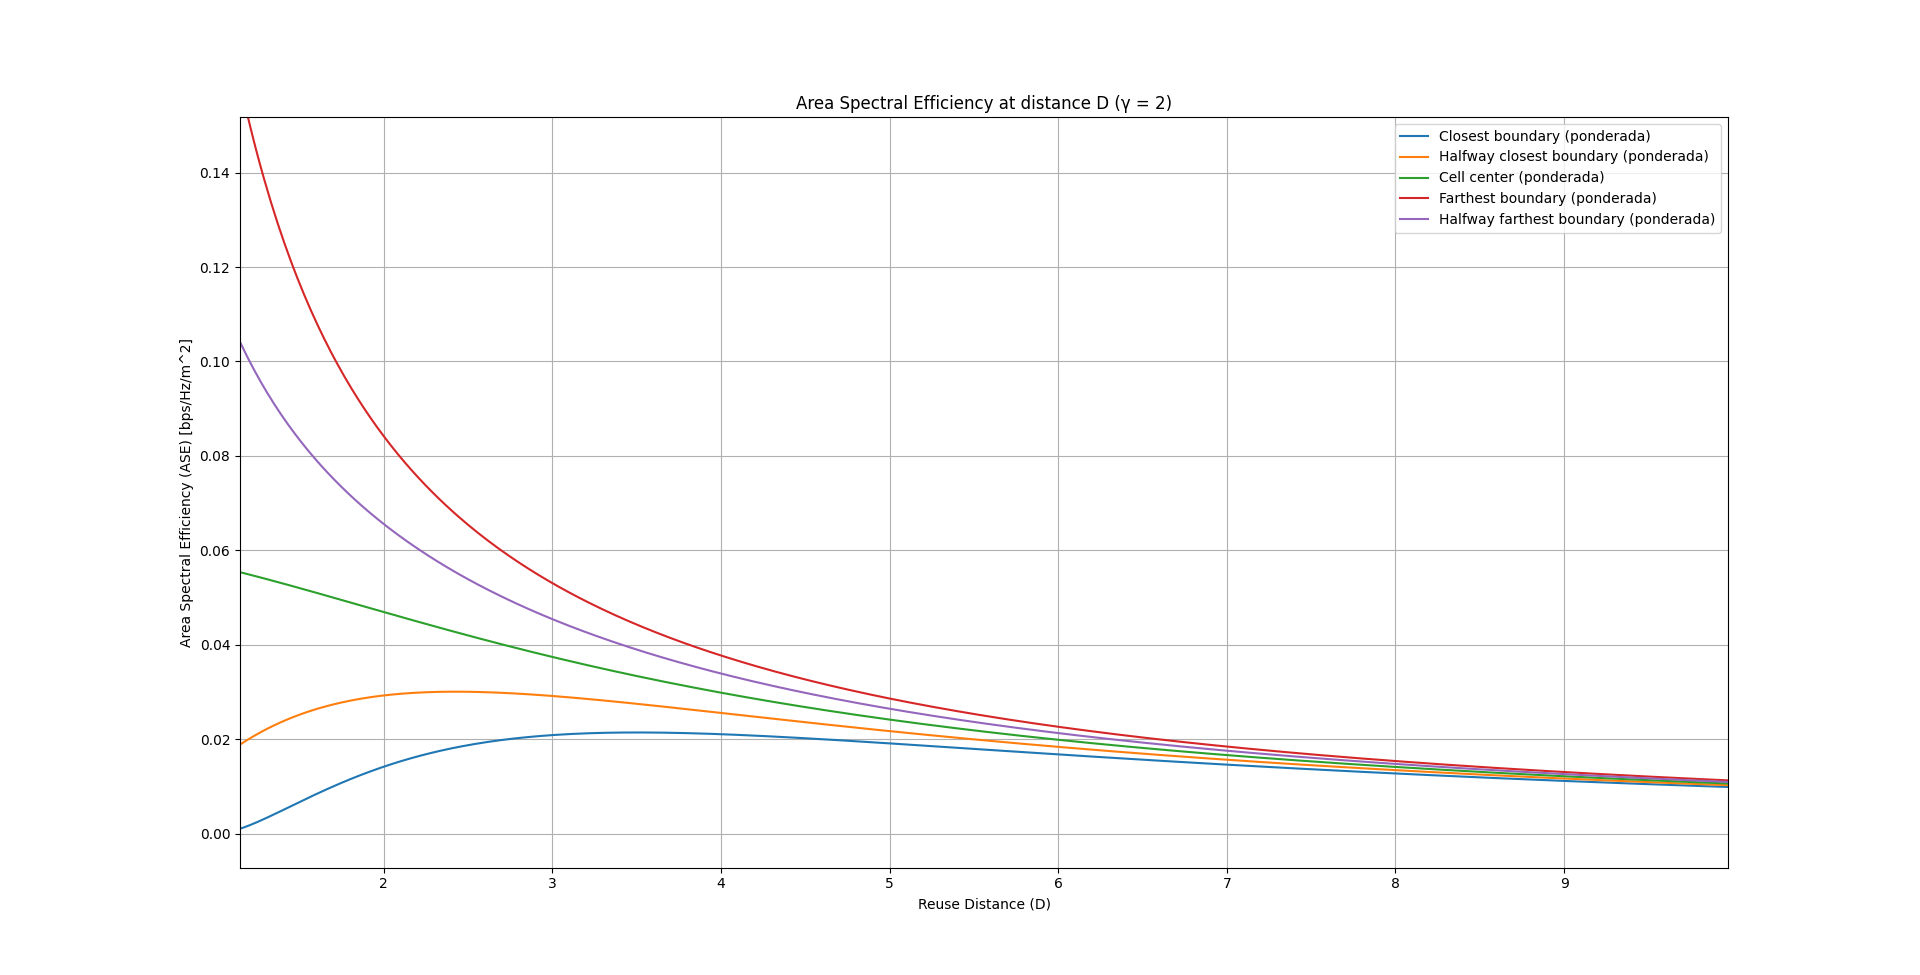 Area Spectral Efficiency at distance D (γ = 2)
Closest boundary (ponderada)
Halfway closest boundary (ponderada)
Cell center (ponderada)
Farthest boundary (ponderada)
Halfway farthest boundary (ponderada)
Area Spectral Efficiency (ASE) [bps/Hz/m^2]
0.14
0.12
0.10
0.08
0.06
0.04
0.02
0.00
2 3 4 5 6 7 8 9
Reuse Distance (D)